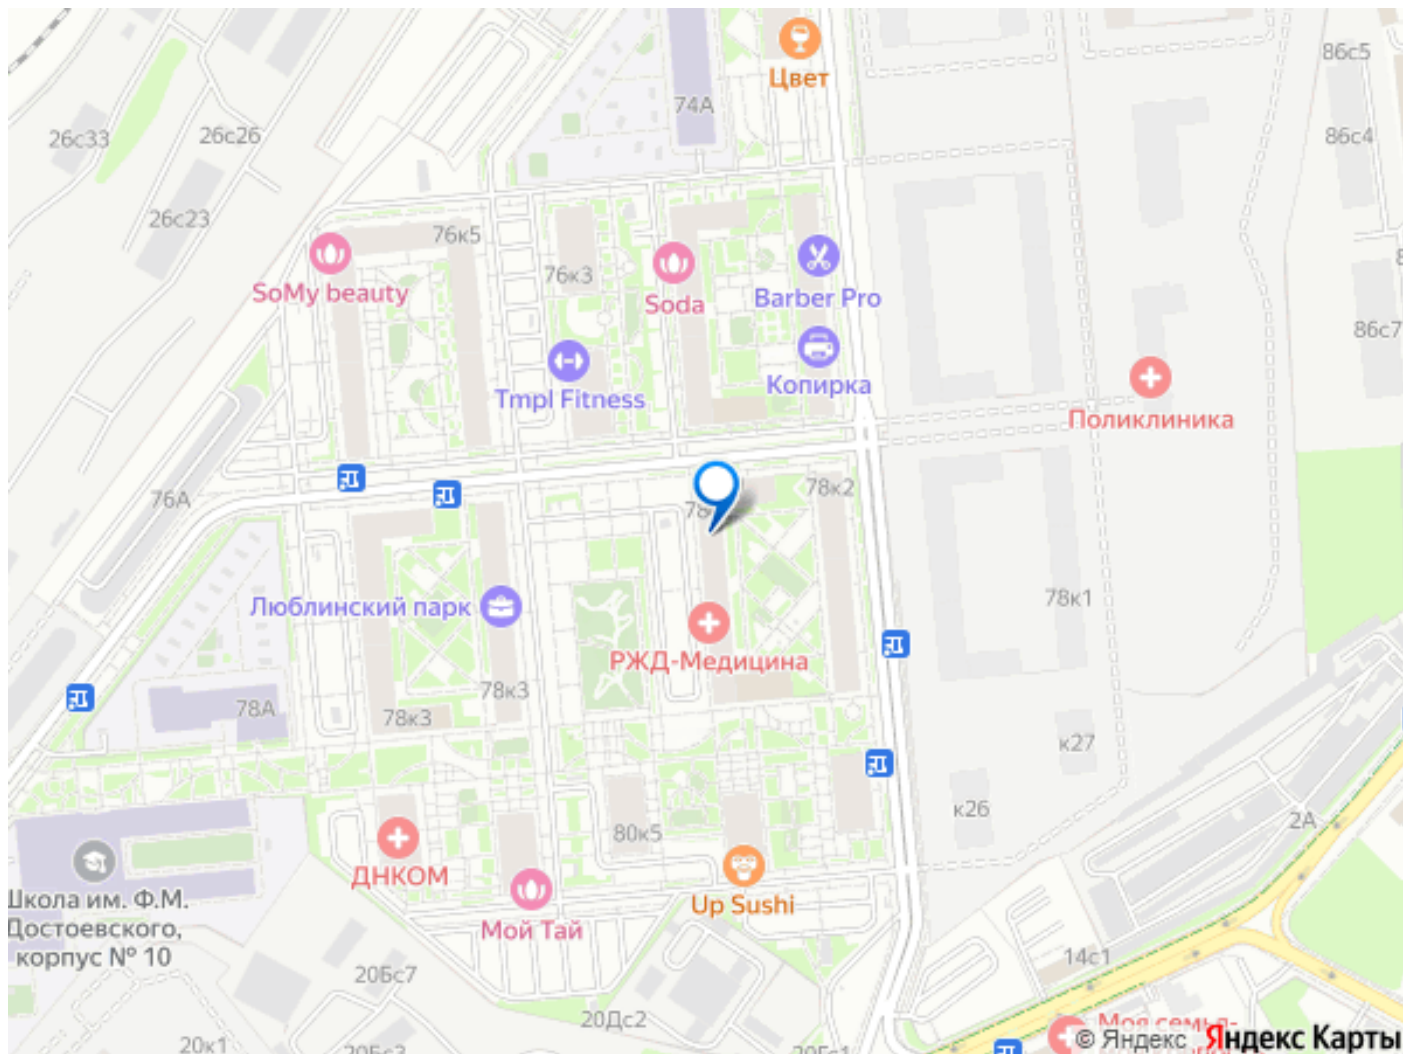 Цвет
86с5
74А
26с33
26с26
86с4
26с23
76к5
76к3
SoMy beauty
Soda
Barber Pro
86с7
Tmpl Fitness
Копирка
Поликлиника
76А
78к2
Люблинский парк
78к1
РЖД-Медицина
78к3
78А
78к3
к27
к26
2А
80к5
ДНКОМ
Up Sushi
Школа им. Ф.М.
Достоевского,
корпус № 10
Мой Тай
14с1
20Бс7
20Дс2
20к1
© Яндекс Яндекс Карты